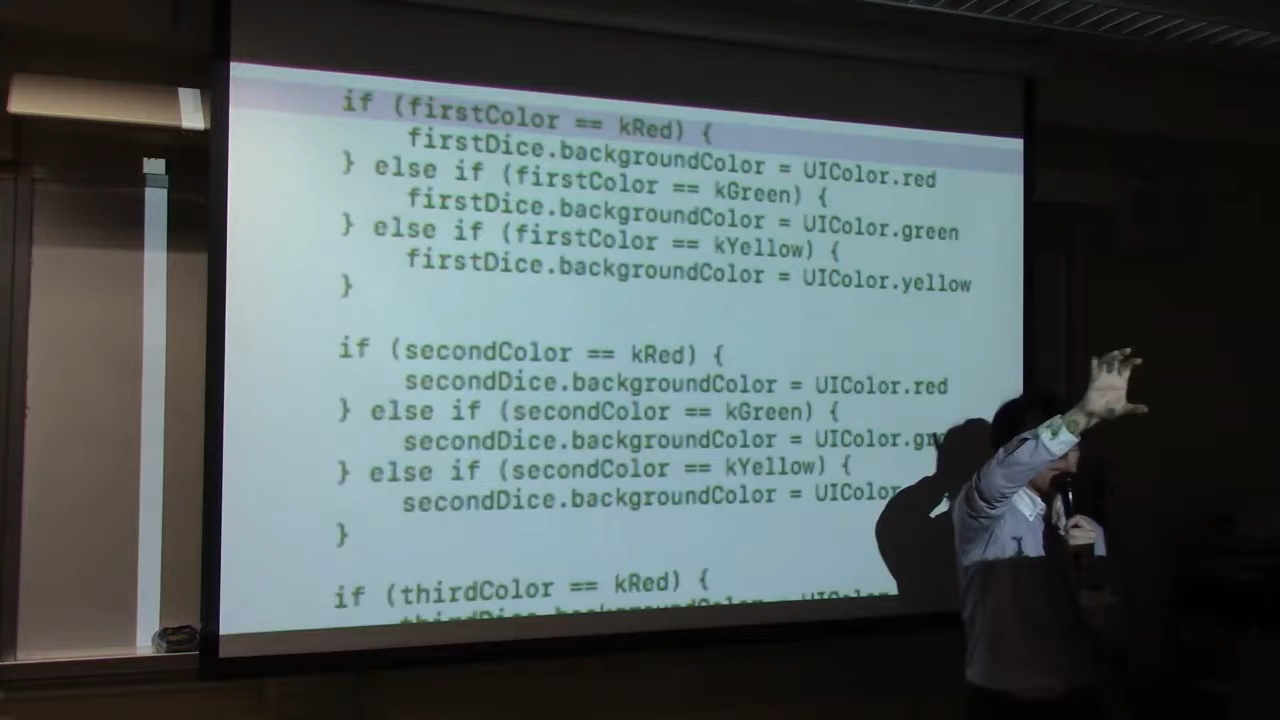 if (firstColor == kRed) {
firstDice.backgroundColor = UIColor.red
} else if (firstColor == kGreen) {
firstDice.backgroundColor = UIColor.green
} else if (firstColor == kYellow) {
firstDice.backgroundColor = UIColor.yellow
}
if (secondColor == kRed) {
secondDice.backgroundColor = UIColor.red
} else if (secondColor == kGreen) {
secondDice.backgroundColor =
} else if (secondColor == kYellow) {
secondDice.backgroundColor = UIColor
}
if (thirdColor == kRed) {